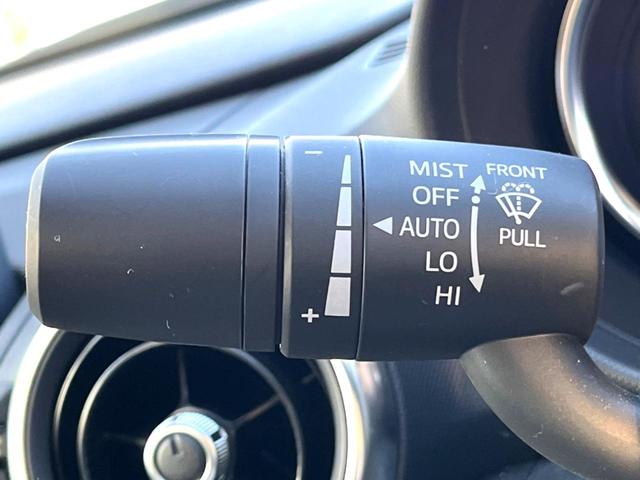 MIST
FRONT
OFF
AUTO
PULL
LO
HI
−
+